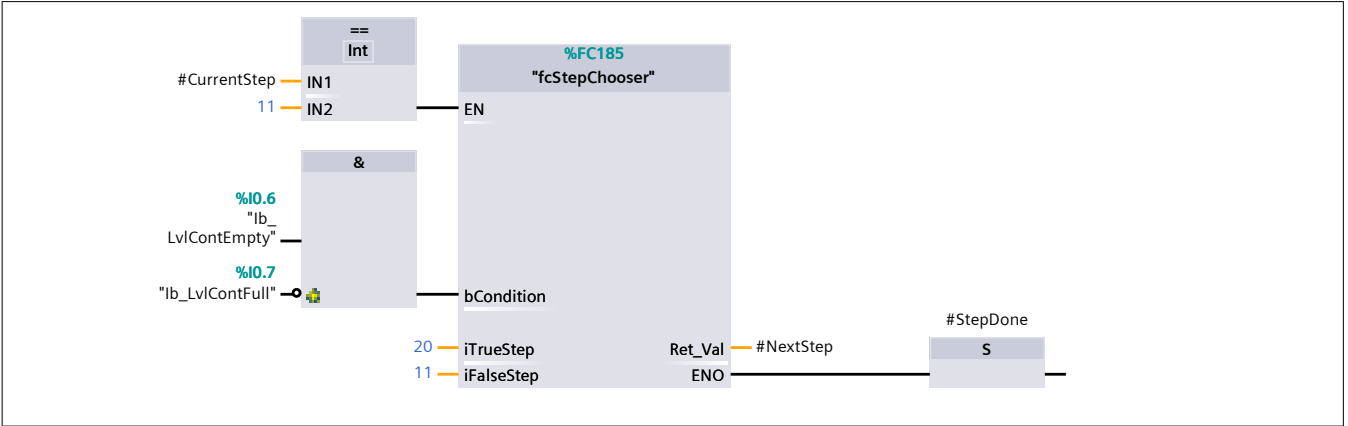 ==
Int
#CurrentStep
IN1
11
IN2
%FC185
"fcStepChooser"
EN
&
%I0.6
"Ib_
LvlContEmpty"
%I0.7
"Ib_LvlContFull"
bCondition
20
iTrueStep
Ret_Val
#NextStep
11
iFalseStep
ENO
#StepDone
S